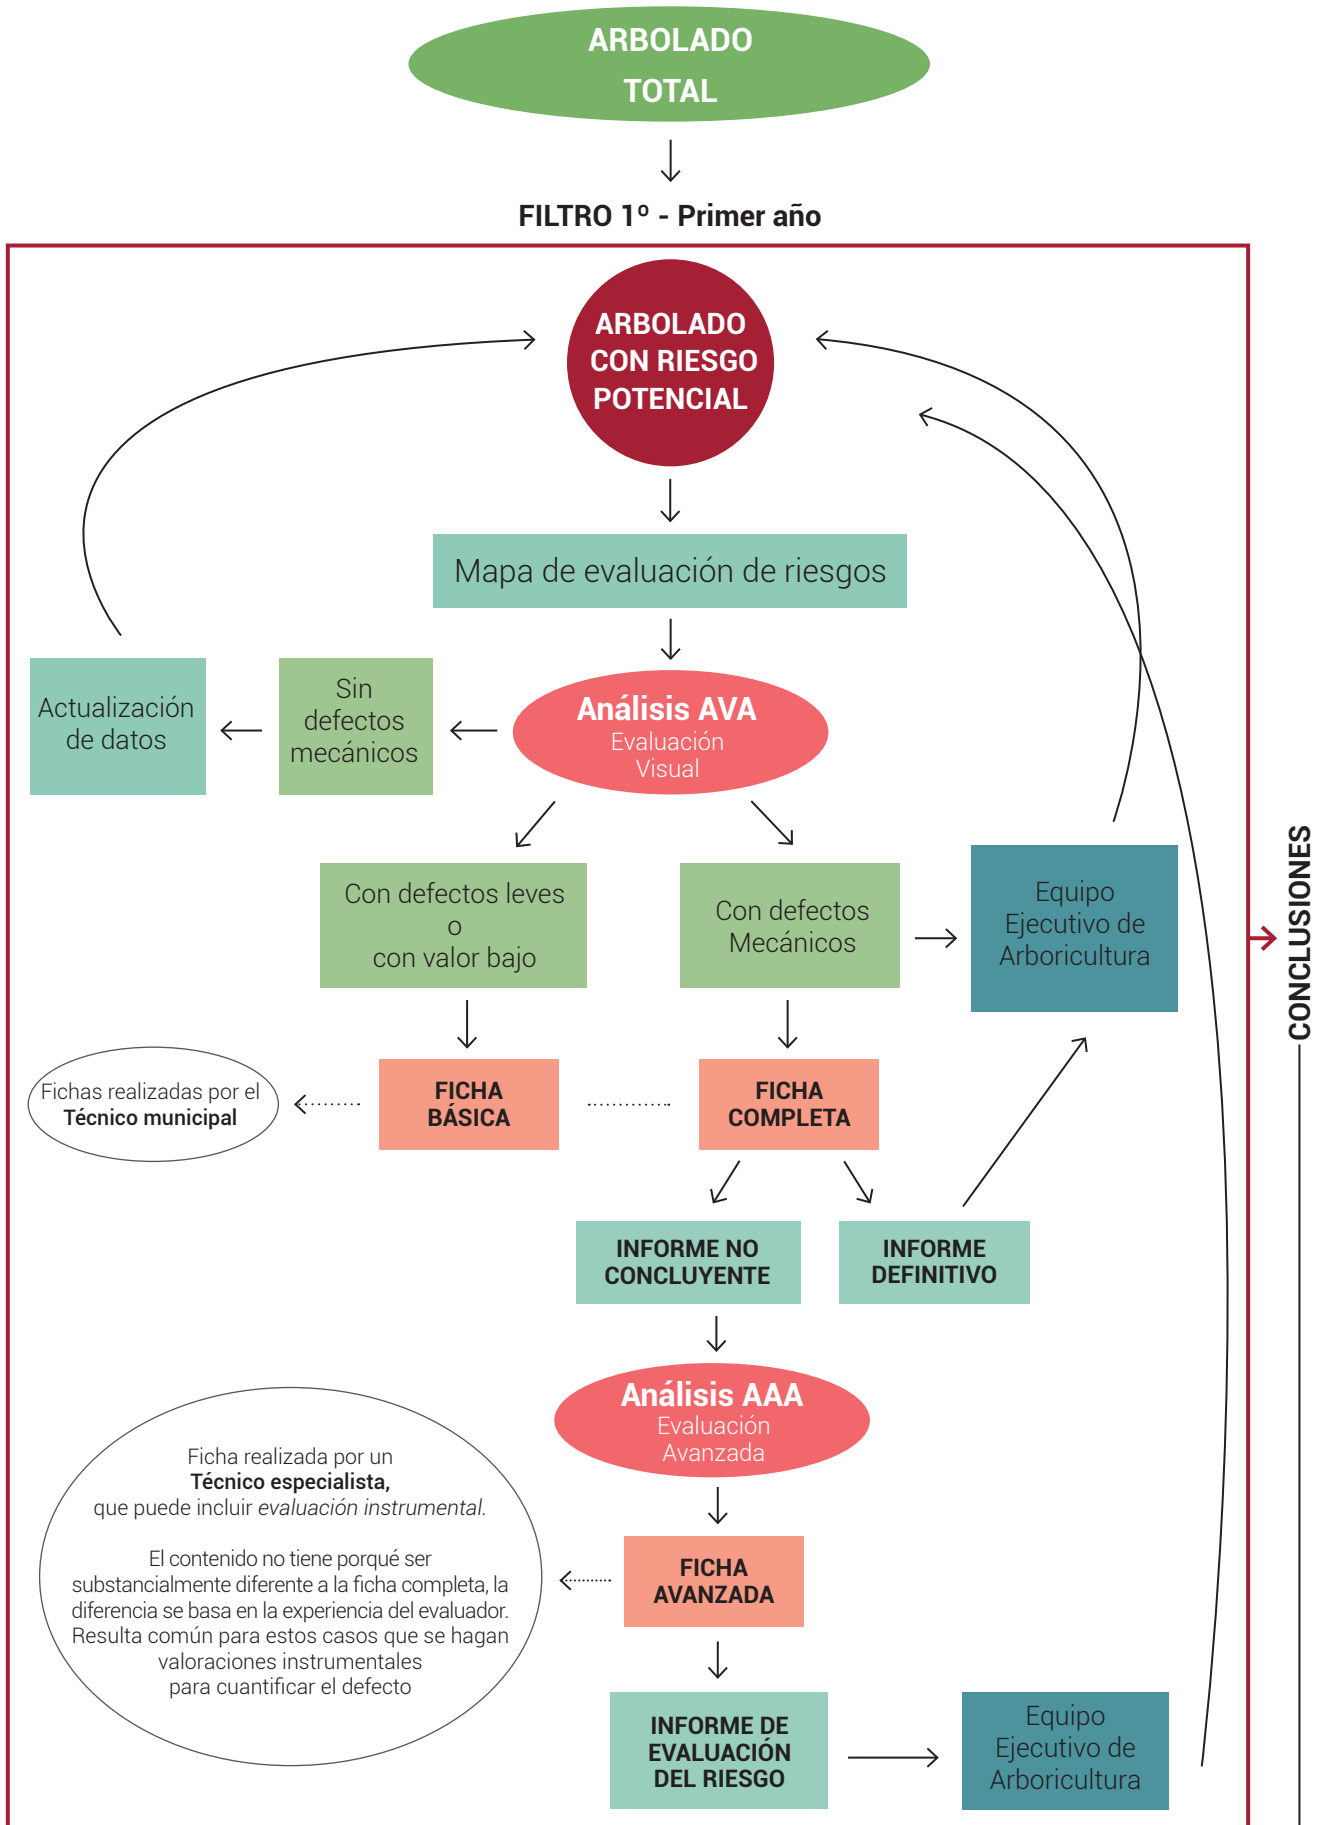 ARBOLADO
TOTAL
FILTRO 1º - Primer año
ARBOLADO
CON RIESGO
POTENCIAL
Mapa de evaluación de riesgos
Actualización
de datos
Sin
defectos
mecánicos
Análisis AVA
Evaluación
Visual
Con defectos leves
o
con valor bajo
Con defectos
Mecánicos
Equipo
Ejecutivo de
Arboricultura
CONCLUSIONES
Fichas realizadas por el
Técnico municipal
FICHA
BÁSICA
FICHA
COMPLETA
INFORME NO
CONCLUYENTE
INFORME
DEFINITIVO
Análisis AAA
Evaluación
Avanzada
Ficha realizada por un
Técnico especialista,
que puede incluir evaluación instrumental.
El contenido no tiene porqué ser
substancialmente diferente a la ficha completa, la
diferencia se basa en la experiencia del evaluador.
Resulta común para estos casos que se hagan
valoraciones instrumentales
para cuantificar el defecto
FICHA
AVANZADA
INFORME DE
EVALUACIÓN
DEL RIESGO
Equipo
Ejecutivo de
Arboricultura